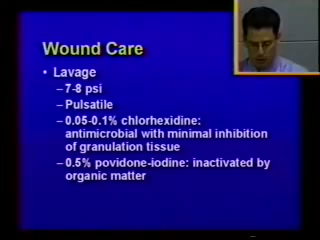 Wound Care
• Lavage
– 7-8 psi
– Pulsatile
– 0.05-0.1% chlorhexidine:
antimicrobial with minimal inhibition
of granulation tissue
– 0.5% povidone-iodine: inactivated by
organic matter